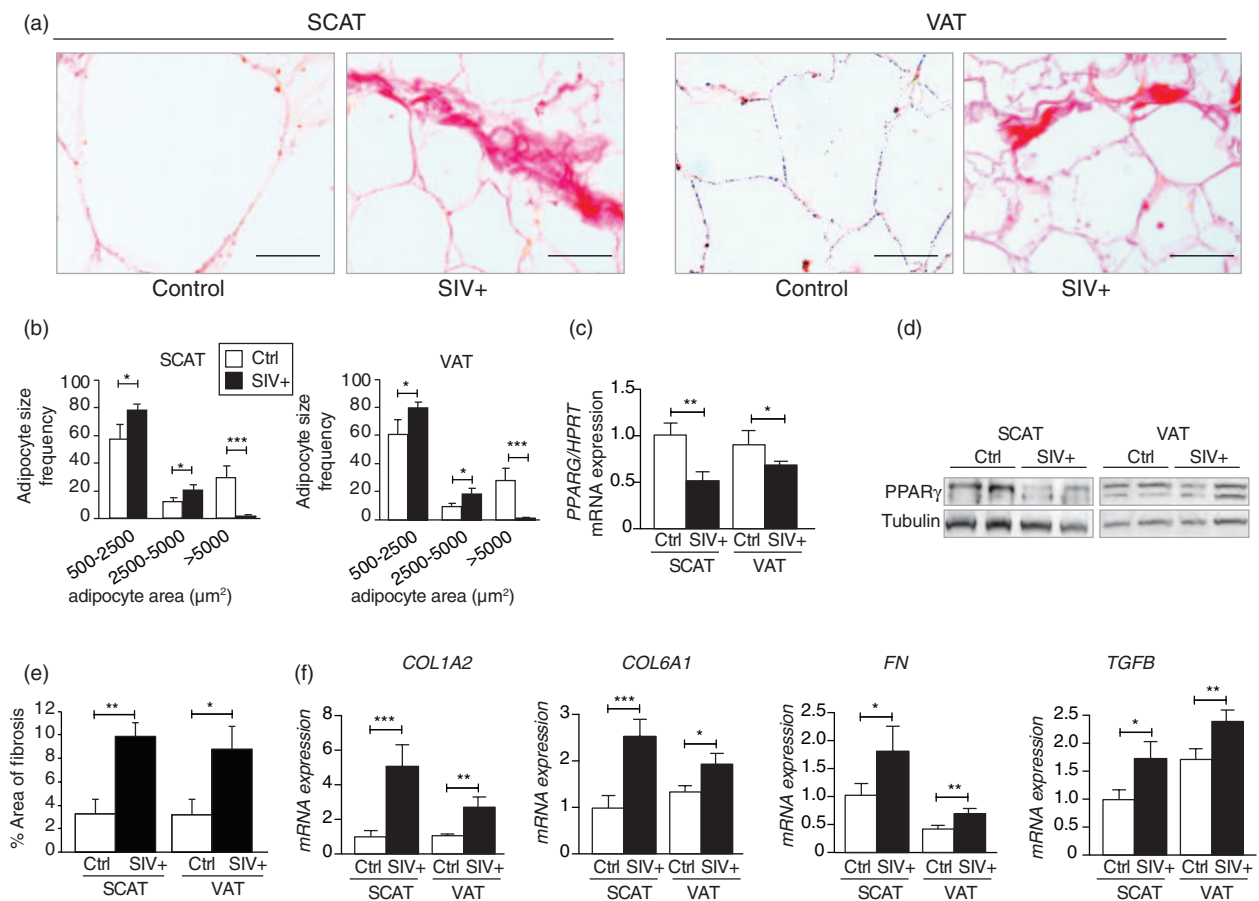 (a)
SCAT
VAT
Control
SIV+
Control
SIV+
(b)
SCAT
Ctrl
SIV+
VAT
Adipocyte size
frequency
100
80
60
40
20
0
*
*
***
500-2500
2500-5000
>5000
adipocyte area (µm²)
Adipocyte size
frequency
100
80
60
40
20
0
*
*
***
500-2500
2500-5000
>5000
adipocyte area (µm²)
(c)
PPARG/HPRT
mRNA expression
1.5
1.0
0.5
0
**
*
Ctrl SIV+
SCAT
Ctrl SIV+
VAT
(d)
SCAT
VAT
Ctrl
SIV+
Ctrl
SIV+
PPARγ
Tubulin
(e)
% Area of fibrosis
12
10
8
6
4
2
0
**
*
Ctrl SIV+
SCAT
Ctrl SIV+
VAT
(f)
COL1A2
mRNA expression
8
6
4
2
0
***
**
Ctrl SIV+
SCAT
Ctrl SIV+
VAT
COL6A1
mRNA expression
3
2
1
0
***
*
Ctrl SIV+
SCAT
Ctrl SIV+
VAT
FN
mRNA expression
2.5
2.0
1.5
1.0
0.5
0.0
*
**
Ctrl SIV+
SCAT
Ctrl SIV+
VAT
TGFB
mRNA expression
2.5
2.0
1.5
1.0
0.5
0.0
*
**
Ctrl SIV+
SCAT
Ctrl SIV+
VAT